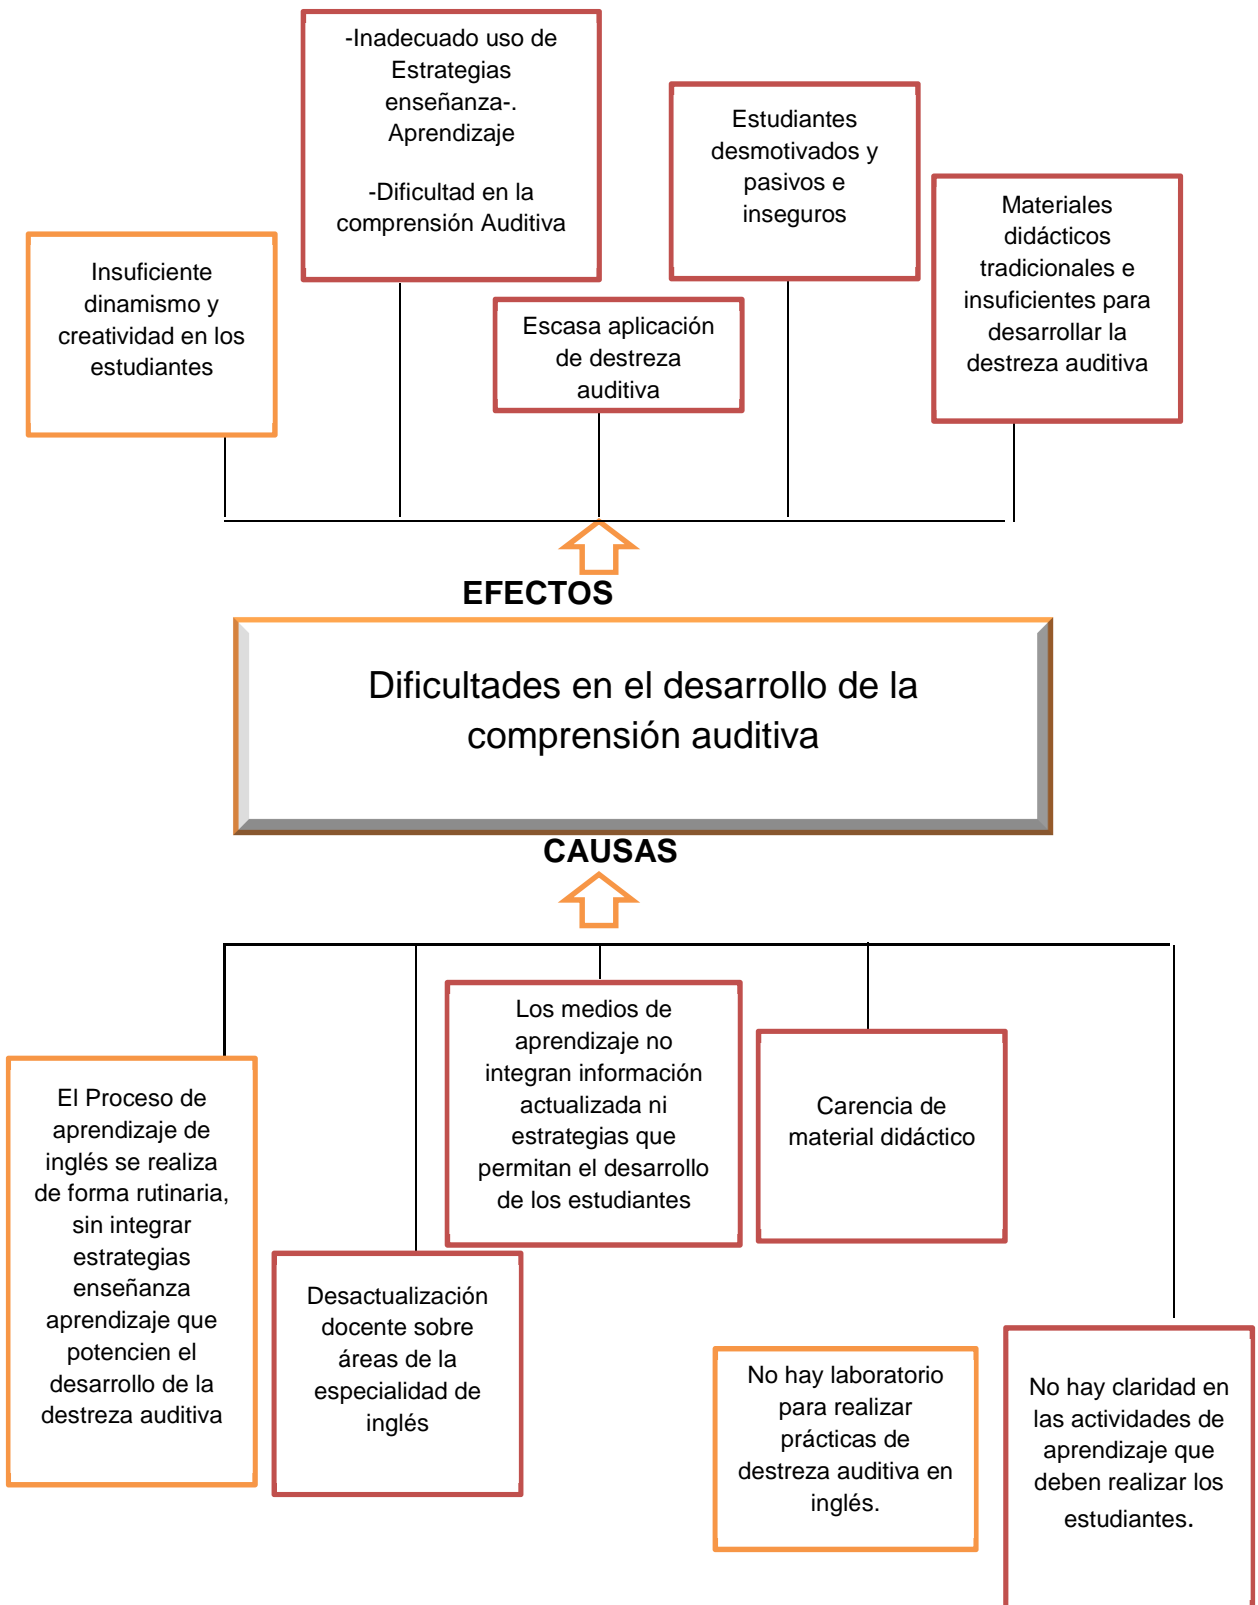 -Inadecuado uso de
Estrategias
enseñanza-.
Aprendizaje
-Dificultad en la
comprensión Auditiva
Estudiantes
desmotivados y
pasivos e
inseguros
Materiales
didácticos
tradicionales e
insuficientes para
desarrollar la
destreza auditiva
Insuficiente
dinamismo y
creatividad en los
estudiantes
Escasa aplicación
de destreza
auditiva
EFECTOS
Dificultades en el desarrollo de la
comprensión auditiva
CAUSAS
El Proceso de
aprendizaje de
inglés se realiza
de forma rutinaria,
sin integrar
estrategias
enseñanza
aprendizaje que
potencien el
desarrollo de la
destreza auditiva
Desactualización
docente sobre
áreas de la
especialidad de
inglés
Los medios de
aprendizaje no
integran información
actualizada ni
estrategias que
permitan el desarrollo
de los estudiantes
Carencia de
material didáctico
No hay laboratorio
para realizar
prácticas de
destreza auditiva en
inglés.
No hay claridad en
las actividades de
aprendizaje que
deben realizar los
estudiantes.